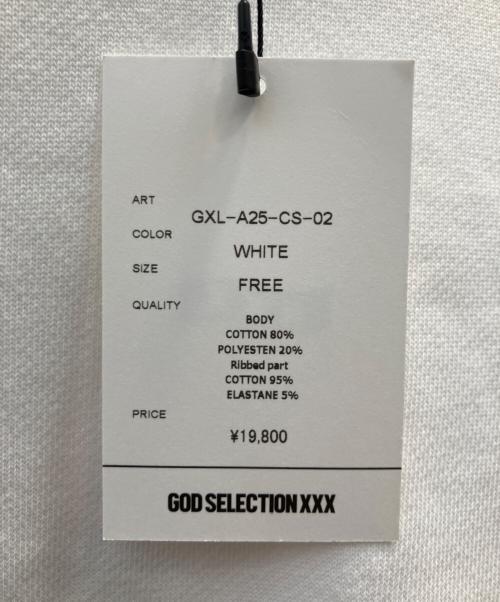 ART
GXL-A25-CS-02
COLOR
WHITE
SIZE
FREE
QUALITY
BODY
COTTON 80%
POLYESTEN 20%
Ribbed part
COTTON 95%
ELASTANE 5%
PRICE
¥19,800
GOD SELECTION XXX